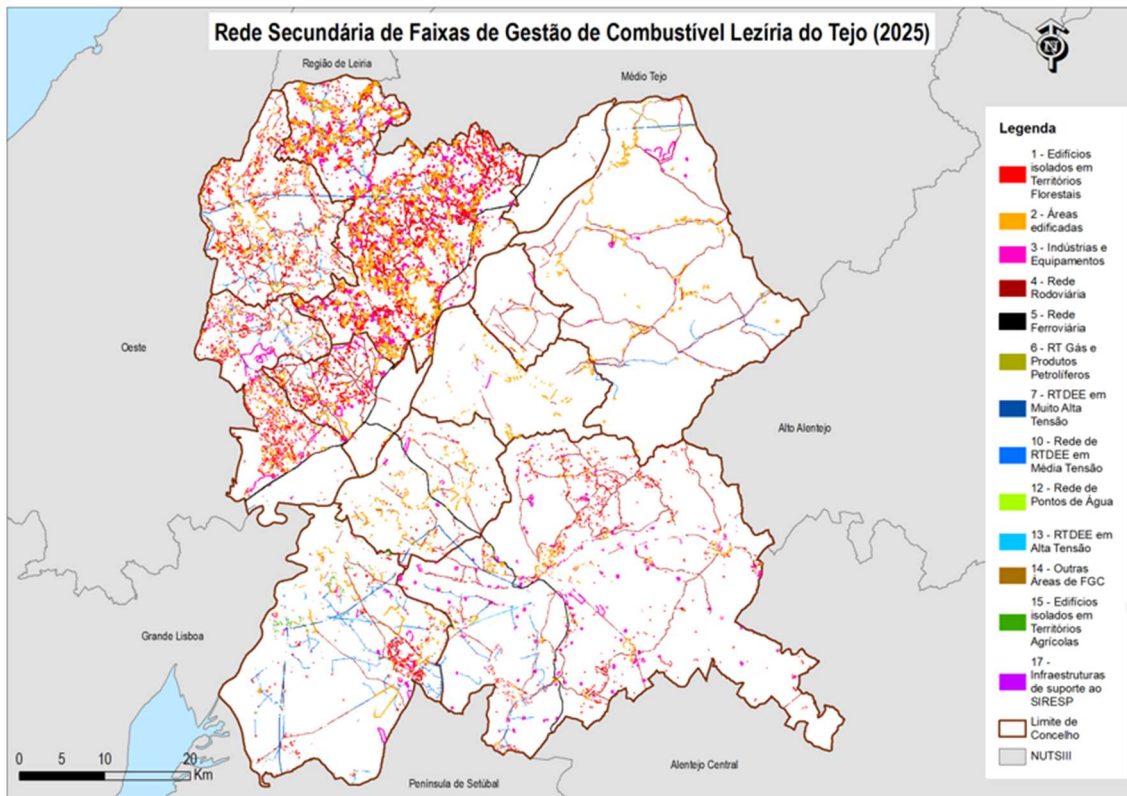 Rede Secundária de Faixas de Gestão de Combustível Lezíria do Tejo (2025)
N
Região de Leiria
Médio Tejo
Oeste
Alto Alentejo
Grande Lisboa
Península de Setúbal
Alentejo Central
0 5 10 20
Km
Legenda
1 - Edifícios
isolados em
Territórios
Florestais
2 - Áreas
edificadas
3 - Indústrias e
Equipamentos
4 - Rede
Rodoviária
5 - Rede
Ferroviária
6 - RT Gás e
Produtos
Petrolíferos
7 - RTDEE em
Muito Alta
Tensão
10 - Rede de
RTDEE em
Média Tensão
12 - Rede de
Pontos de Água
13 - RTDEE em
Alta Tensão
14 - Outras
Áreas de FGC
15 - Edifícios
isolados em
Territórios
Agrícolas
17 -
Infraestruturas
de suporte ao
SIRESP
Limite de
Concelho
NUTSIII